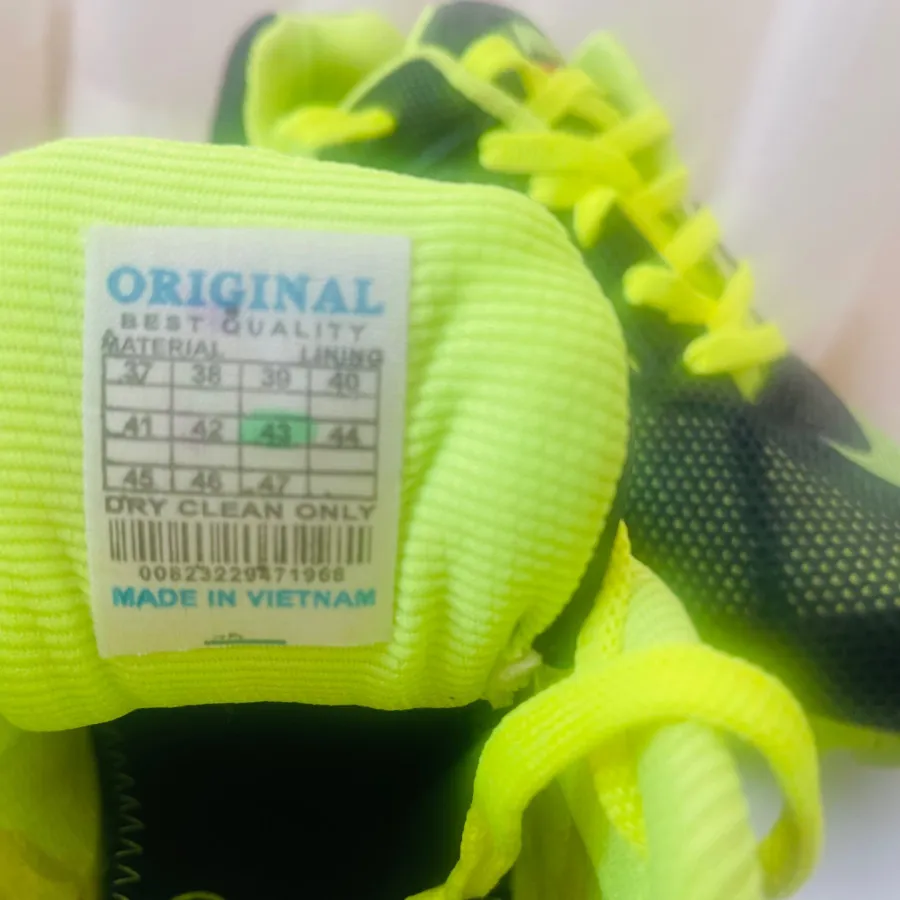 ORIGINAL
BEST QUALITY
MATERIAL LINING
37 38 39 40
41 42 43 44
45 46 47
DRY CLEAN ONLY
00823229471968
MADE IN VIETNAM